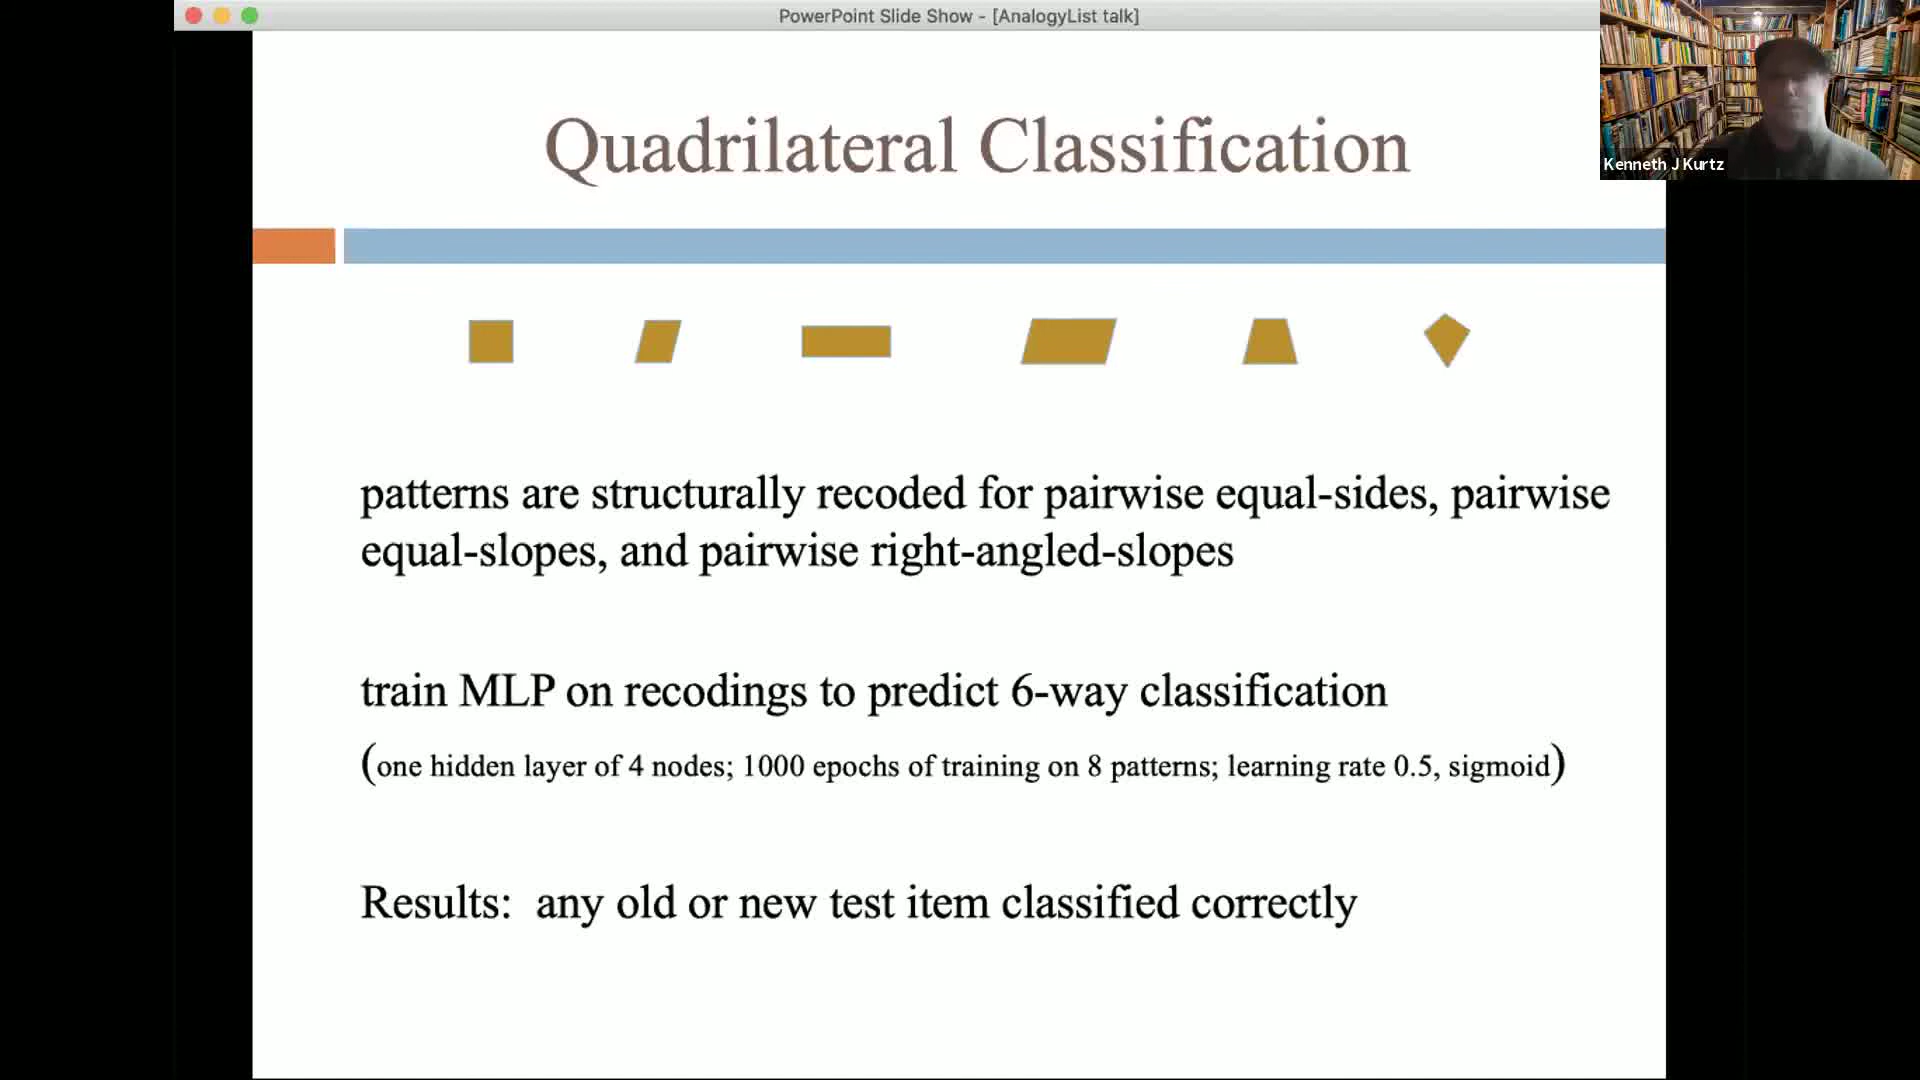 PowerPoint Slide Show - [AnalogyList talk]
Kenneth J Kurtz
Quadrilateral Classification
patterns are structurally recoded for pairwise equal-sides, pairwise
equal-slopes, and pairwise right-angled-slopes
train MLP on recodings to predict 6-way classification
(one hidden layer of 4 nodes; 1000 epochs of training on 8 patterns; learning rate 0.5, sigmoid)
Results:  any old or new test item classified correctly